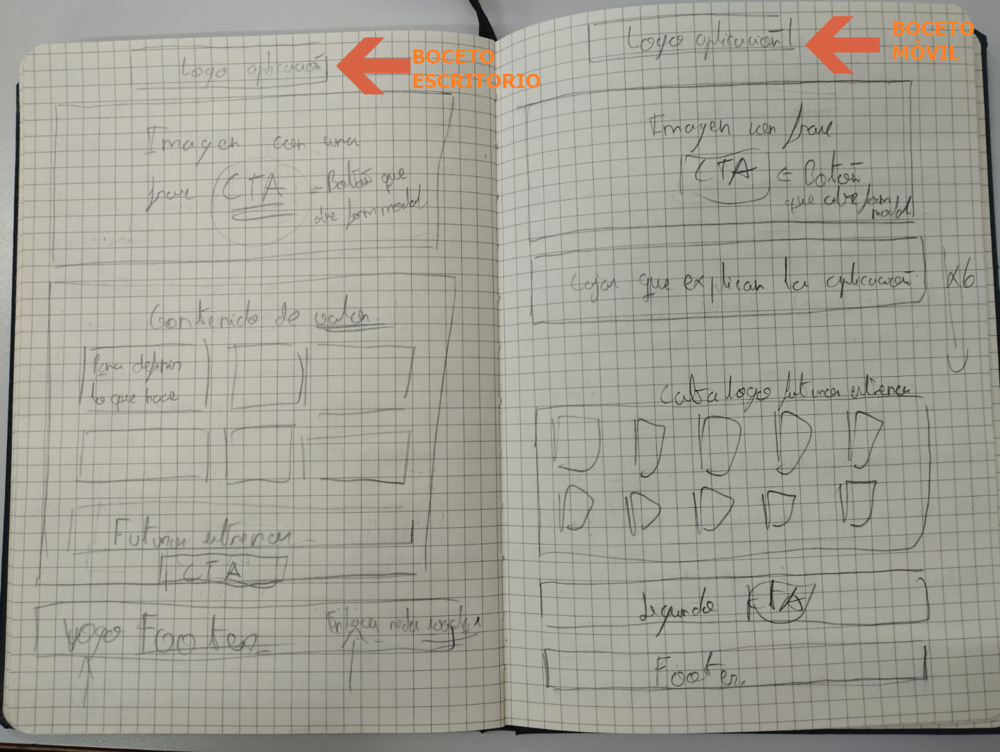 Logo aplicación
BOCETO
ESCRITORIO
Imagen con una
frase CTA = Botón que
abre form modal
Contenido de valor
Para definir
lo que hace
Futuros estrenos
CTA
Logo Footer
Enlaces redes sociales
Logo aplicación
BOCETO
MÓVIL
Imagen con frase
CTA = Botón
que abre form
modal
Cajas que explican la aplicación
x6
Catalogo futuros estrenos
Segundo CTA
Footer